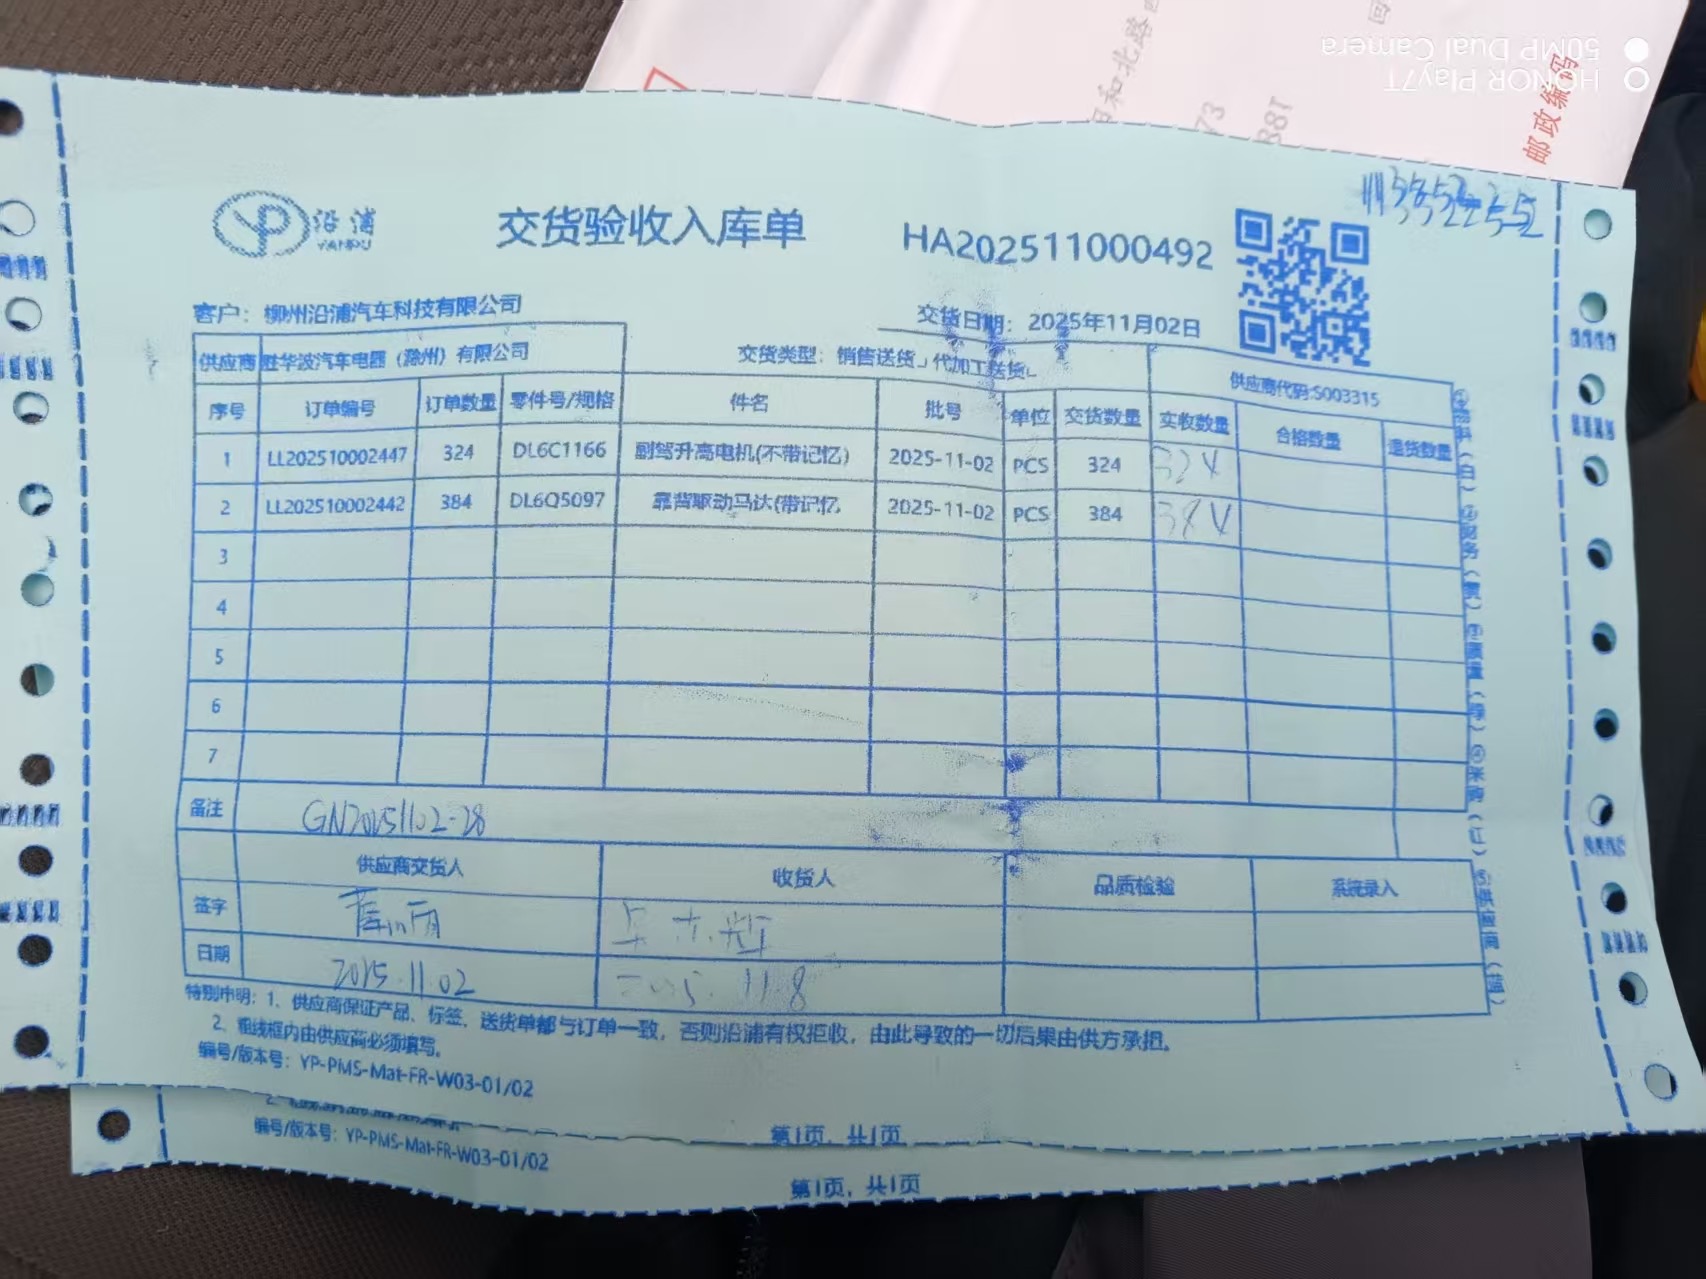 沿浦
YANPU
交货验收入库单
HA202511000492
客户：柳州沿浦汽车科技有限公司
交货日期：2025年11月02日
供应商 胜华波汽车电器（滁州）有限公司
交货类型：销售送货 代加工送货
供应商代码:S003315
序号 订单编号 订单数量 零件号/规格 件名 批号 单位 交货数量 实收数量 合格数量 退货数量
1 LL202510002447 324 DL6C1166 副驾升高电机(不带记忆) 2025-11-02 PCS 324 324
2 LL202510002442 384 DL6Q5097 靠背驱动马达(带记忆 2025-11-02 PCS 384 384
3
4
5
6
7
备注 GN20251102-28
供应商交货人 收货人 品质检验 系统录入
签字
日期 2025.11.02 2025.11.8
特别申明：1、供应商保证产品、标签、送货单都与订单一致，否则沿浦有权拒收，由此导致的一切后果由供方承担。
2、粗线框内由供应商必须填写。
编号/版本号：YP-PMS-Mat-FR-W03-01/02
第1页，共1页
编号/版本号：YP-PMS-Mat-FR-W03-01/02
第1页，共1页
邮政编码
HONOR Play7T
50MP Dual Camera